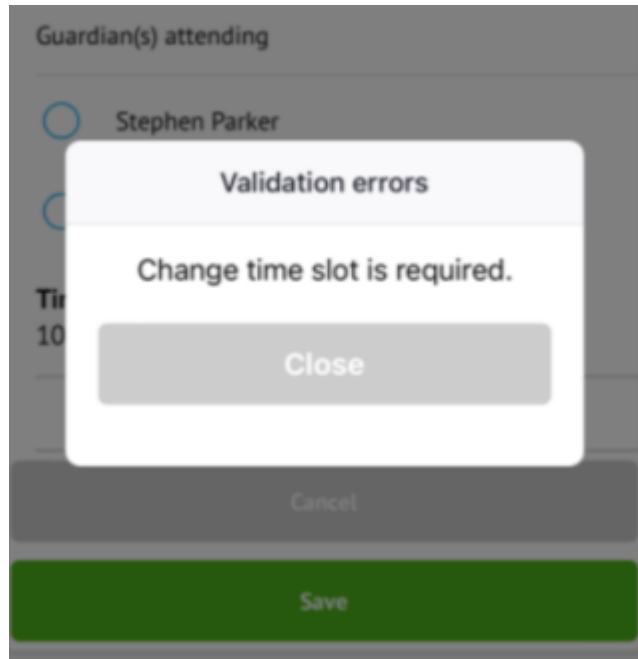 Guardian(s) attending
Stephen Parker
Validation errors
Change time slot is required.
Close
Cancel
Save